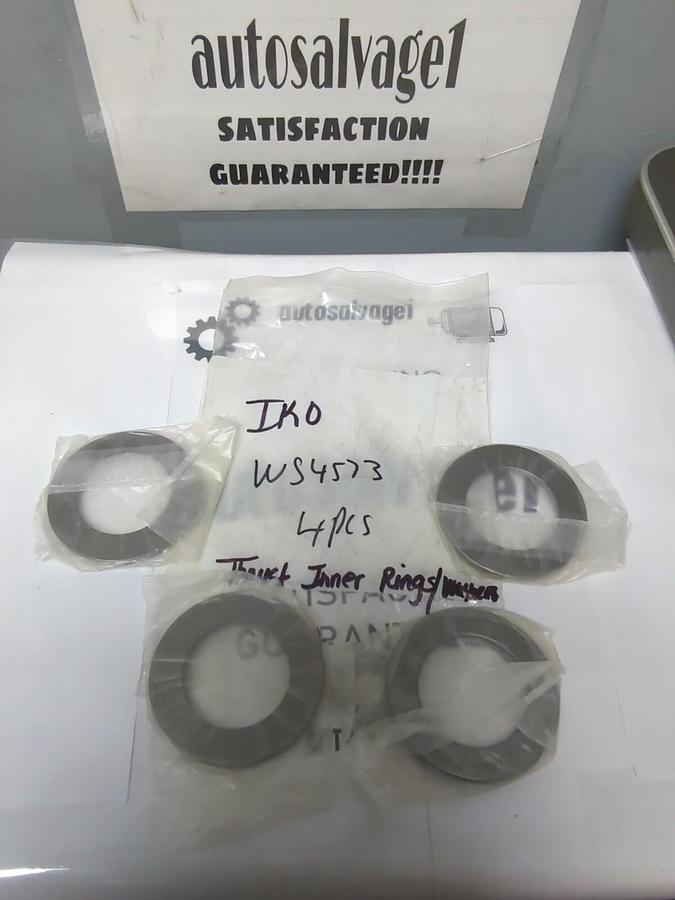 autosalvage1
SATISFACTION
GUARANTEED!!!!
autosalvage1
IKO
WS4573
4pcs
Thrust Inner Rings/Washers